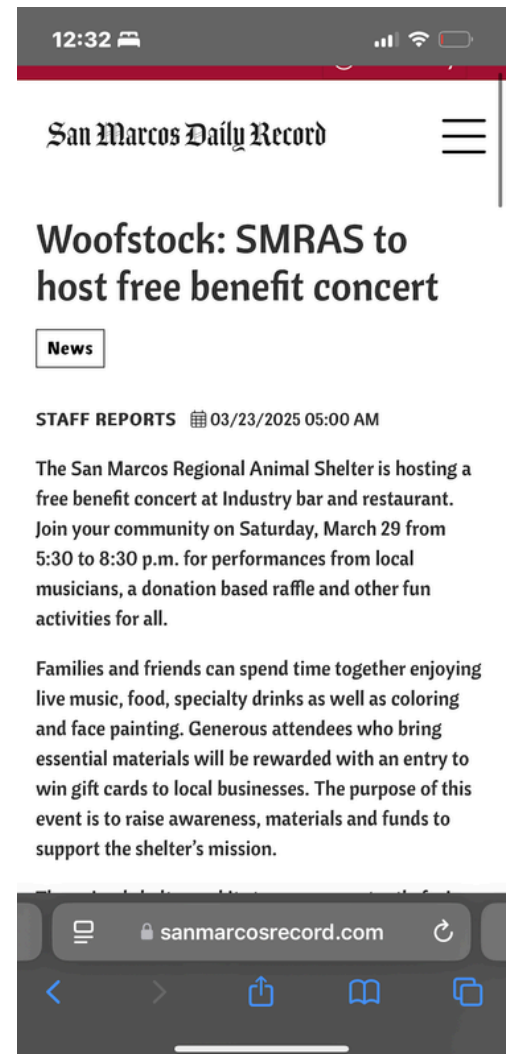 12:32
San Marcos Daily Record
Woofstock: SMRAS to
host free benefit concert
News
STAFF REPORTS 03/23/2025 05:00 AM
The San Marcos Regional Animal Shelter is hosting a
free benefit concert at Industry bar and restaurant.
Join your community on Saturday, March 29 from
5:30 to 8:30 p.m. for performances from local
musicians, a donation based raffle and other fun
activities for all.
Families and friends can spend time together enjoying
live music, food, specialty drinks as well as coloring
and face painting. Generous attendees who bring
essential materials will be rewarded with an entry to
win gift cards to local businesses. The purpose of this
event is to raise awareness, materials and funds to
support the shelter’s mission.
sanmarcosrecord.com